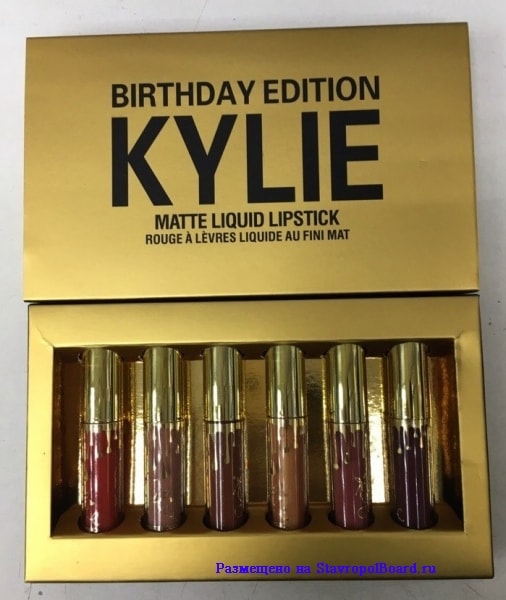 BIRTHDAY EDITION
KYLIE
MATTE LIQUID LIPSTICK
ROUGE À LÈVRES LIQUIDE AU FINI MAT
Размещено на StavropolBoard.ru